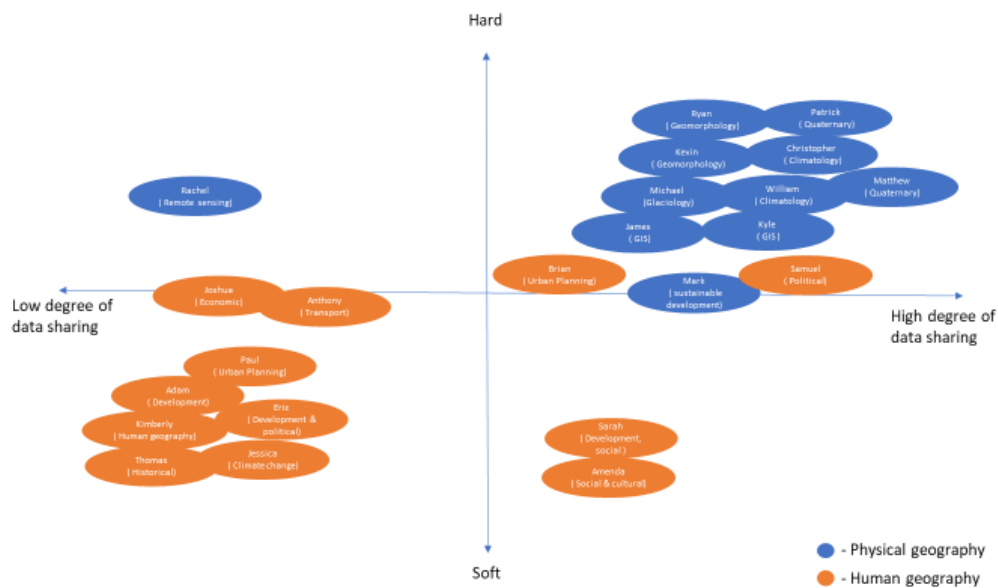 Hard
Ryan
( Geomorphology)
Patrick
( Quaternary)
Kevin
( Geomorphology)
Christopher
( Climatology)
Rachel
( Remote sensing)
Michael
(Glaciology)
William
( Climatology)
Matthew
( Quaternary)
James
( GIS)
Kyle
( GIS)
Brian
( Urban Planning)
Mark
( sustainable
development)
Samuel
( Political)
Joshua
( Economic)
Anthony
( Transport)
Low degree of
data sharing
High degree of
data sharing
Paul
( Urban Planning)
Adam
( Development)
Eric
( Development &
political)
Kimberly
( Human geography)
Thomas
( Historical)
Jessica
( Climate change)
Sarah
( Development,
social )
Amenda
( Social & cultural)
Soft
- Physical geography
- Human geography